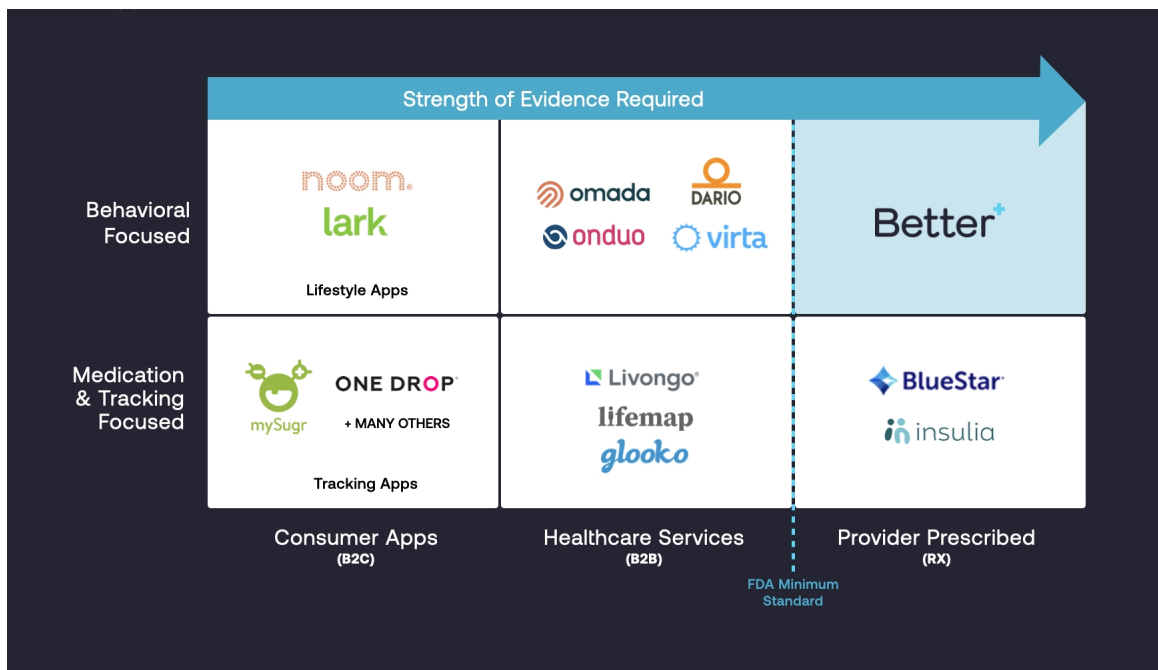 Strength of Evidence Required
Behavioral
Focused
noom.
lark
Lifestyle Apps
omada
DARIO
onduo
virta
Better+
Medication
& Tracking
Focused
mySugr
ONE DROP
+ MANY OTHERS
Tracking Apps
Livongo®
lifemap
glooko
BlueStar
insulia
Consumer Apps
(B2C)
Healthcare Services
(B2B)
Provider Prescribed
(RX)
FDA Minimum
Standard